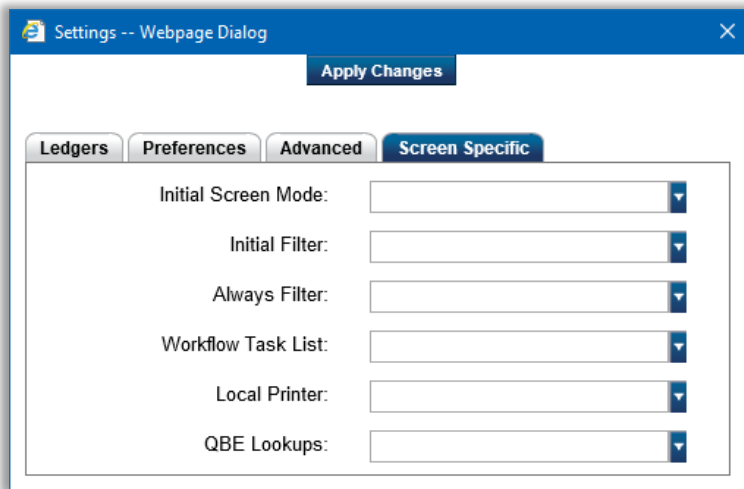 Settings -- Webpage Dialog
Apply Changes
Ledgers Preferences Advanced Screen Specific
Initial Screen Mode:
Initial Filter:
Always Filter:
Workflow Task List:
Local Printer:
QBE Lookups: